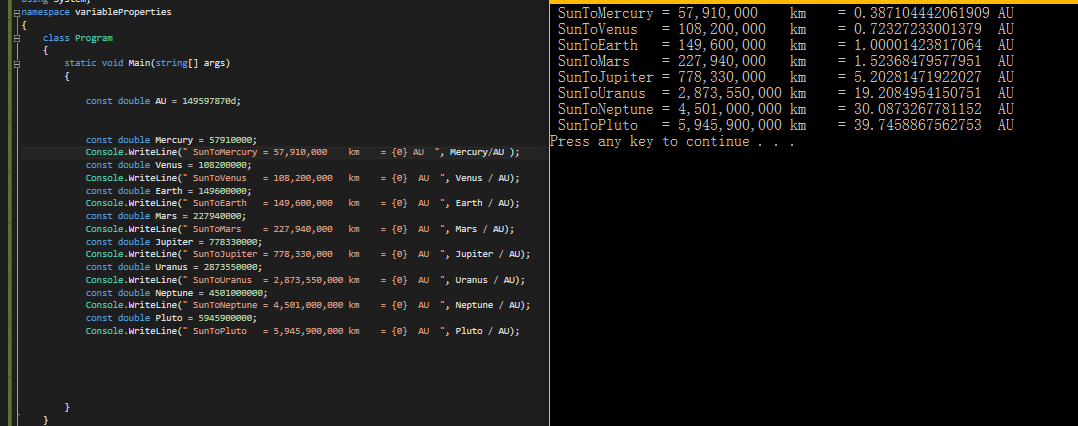 using System;
namespace variableProperties
{
class Program
{
static void Main(string[] args)
{
const double AU = 149597870d;
const double Mercury = 57910000;
Console.WriteLine(" SunToMercury = 57,910,000    km    = {0} AU  ", Mercury/AU );
const double Venus = 108200000;
Console.WriteLine(" SunToVenus   = 108,200,000   km    = {0}  AU  ", Venus / AU);
const double Earth = 149600000;
Console.WriteLine(" SunToEarth   = 149,600,000   km    = {0}  AU  ", Earth / AU);
const double Mars = 227940000;
Console.WriteLine(" SunToMars    = 227,940,000   km    = {0}  AU  ", Mars / AU);
const double Jupiter = 778330000;
Console.WriteLine(" SunToJupiter = 778,330,000   km    = {0}  AU  ", Jupiter / AU);
const double Uranus = 2873550000;
Console.WriteLine(" SunToUranus  = 2,873,550,000 km    = {0}  AU  ", Uranus / AU);
const double Neptune = 4501000000;
Console.WriteLine(" SunToNeptune = 4,501,000,000 km    = {0}  AU  ", Neptune / AU);
const double Pluto = 5945900000;
Console.WriteLine(" SunToPluto   = 5,945,900,000 km    = {0}  AU  ", Pluto / AU);
}
}
SunToMercury = 57,910,000    km    = 0.387104442061909 AU
SunToVenus   = 108,200,000   km    = 0.72327233001379  AU
SunToEarth   = 149,600,000   km    = 1.00001423817064  AU
SunToMars    = 227,940,000   km    = 1.52368479577951  AU
SunToJupiter = 778,330,000   km    = 5.20281471922027  AU
SunToUranus  = 2,873,550,000 km    = 19.2084954150751  AU
SunToNeptune = 4,501,000,000 km    = 30.0873267781152  AU
SunToPluto   = 5,945,900,000 km    = 39.7458867562753  AU
Press any key to continue . . .